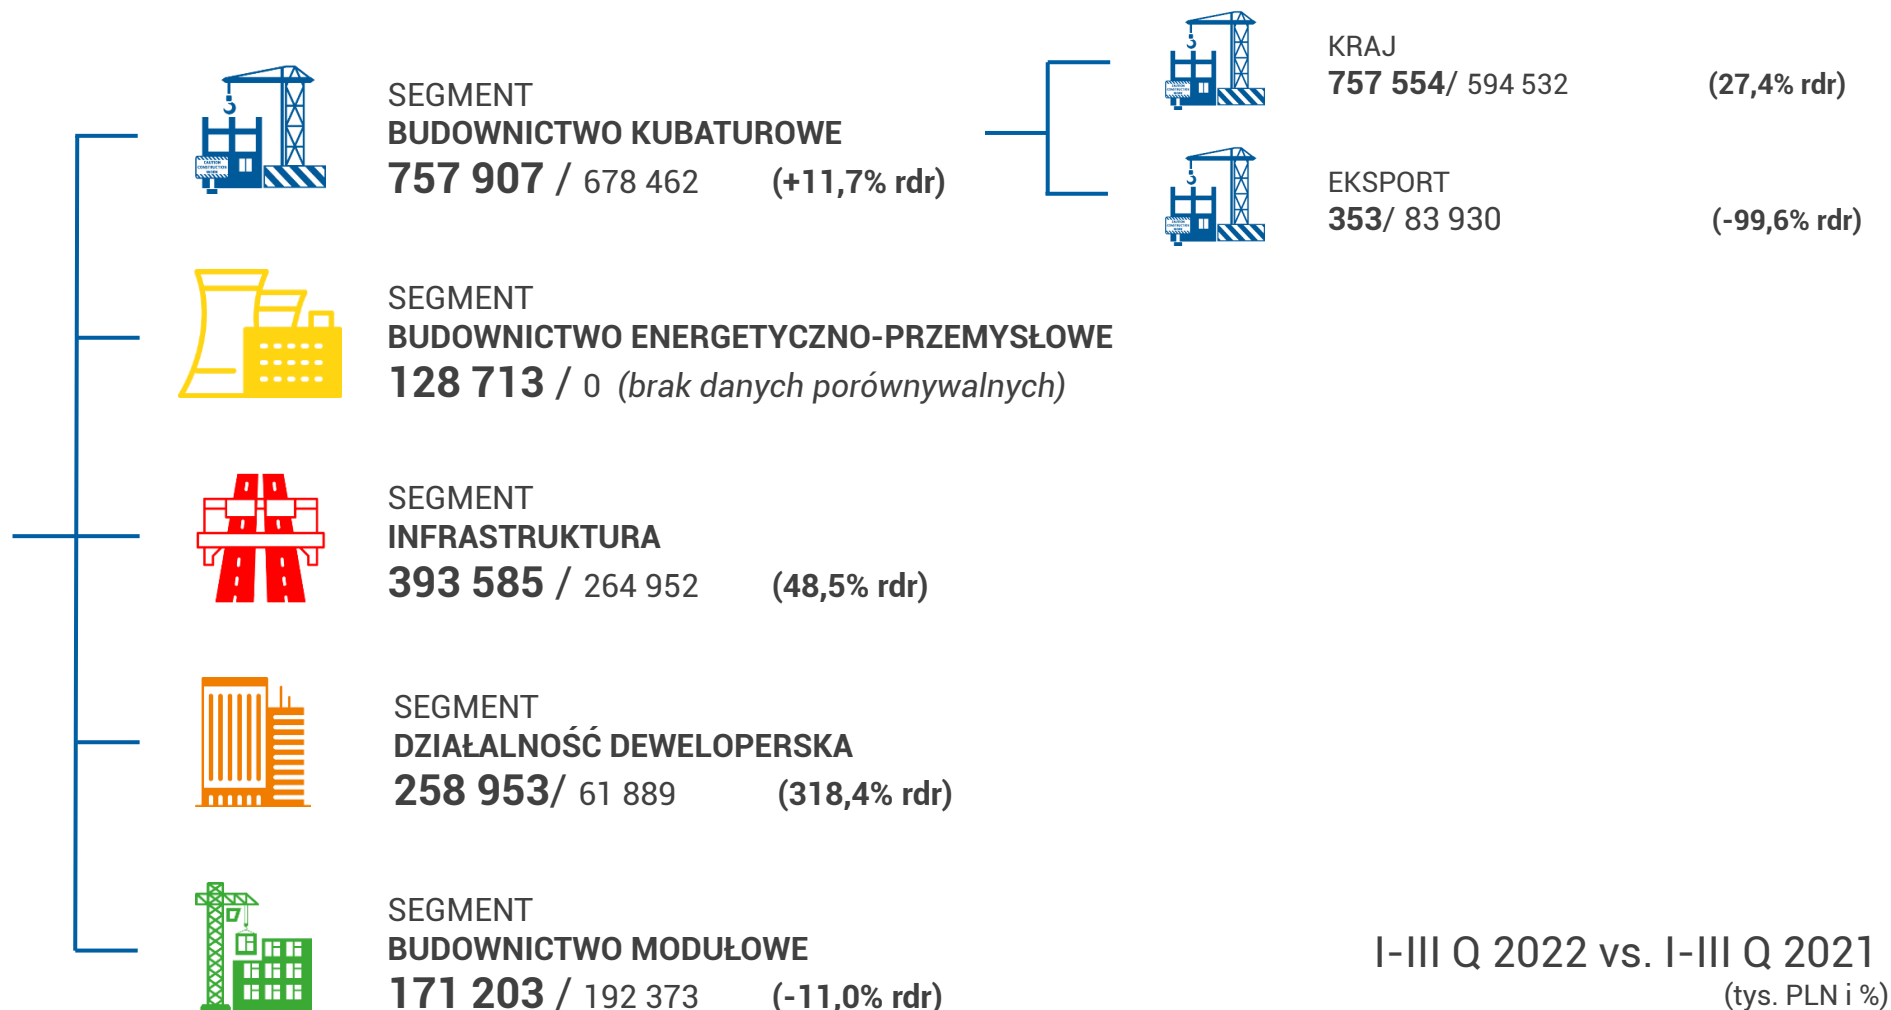 SEGMENT
BUDOWNICTWO KUBATUROWE
757 907 / 678 462 (+11,7% rdr)
KRAJ
757 554/ 594 532 (27,4% rdr)
EKSPORT
353/ 83 930 (-99,6% rdr)
SEGMENT
BUDOWNICTWO ENERGETYCZNO-PRZEMYSŁOWE
128 713 / 0 (brak danych porównywalnych)
SEGMENT
INFRASTRUKTURA
393 585 / 264 952 (48,5% rdr)
SEGMENT
DZIAŁALNOŚĆ DEWELOPERSKA
258 953/ 61 889 (318,4% rdr)
SEGMENT
BUDOWNICTWO MODUŁOWE
171 203 / 192 373 (-11,0% rdr)
I-III Q 2022 vs. I-III Q 2021
(tys. PLN i %)